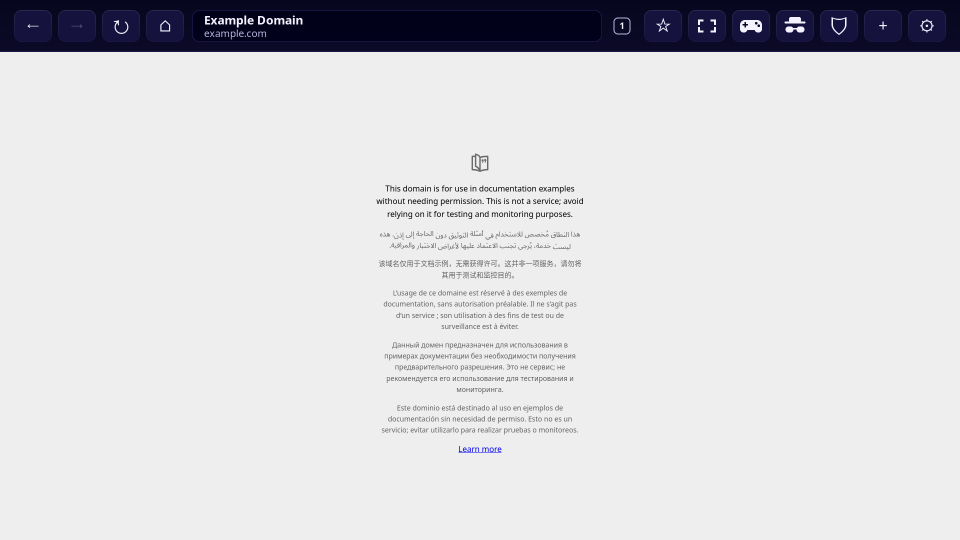 Example Domain
example.com
1
This domain is for use in documentation examples
without needing permission. This is not a service; avoid
relying on it for testing and monitoring purposes.
هذا النطاق مُخصص للاستخدام في أمثلة التوثيق دون الحاجة إلى إذن. هذه
ليست خدمة، يُرجى تجنب الاعتماد عليها لأغراض الاختبار والمراقبة.
该域名仅用于文档示例，无需获得许可。这并非一项服务，请勿将
其用于测试和监控目的。
L'usage de ce domaine est réservé à des exemples de
documentation, sans autorisation préalable. Il ne s'agit pas
d'un service ; son utilisation à des fins de test ou de
surveillance est à éviter.
Данный домен предназначен для использования в
примерах документации без необходимости получения
предварительного разрешения. Это не сервис; не
рекомендуется его использование для тестирования и
мониторинга.
Este dominio está destinado al uso en ejemplos de
documentación sin necesidad de permiso. Esto no es un
servicio; evitar utilizarlo para realizar pruebas o monitoreos.
Learn more